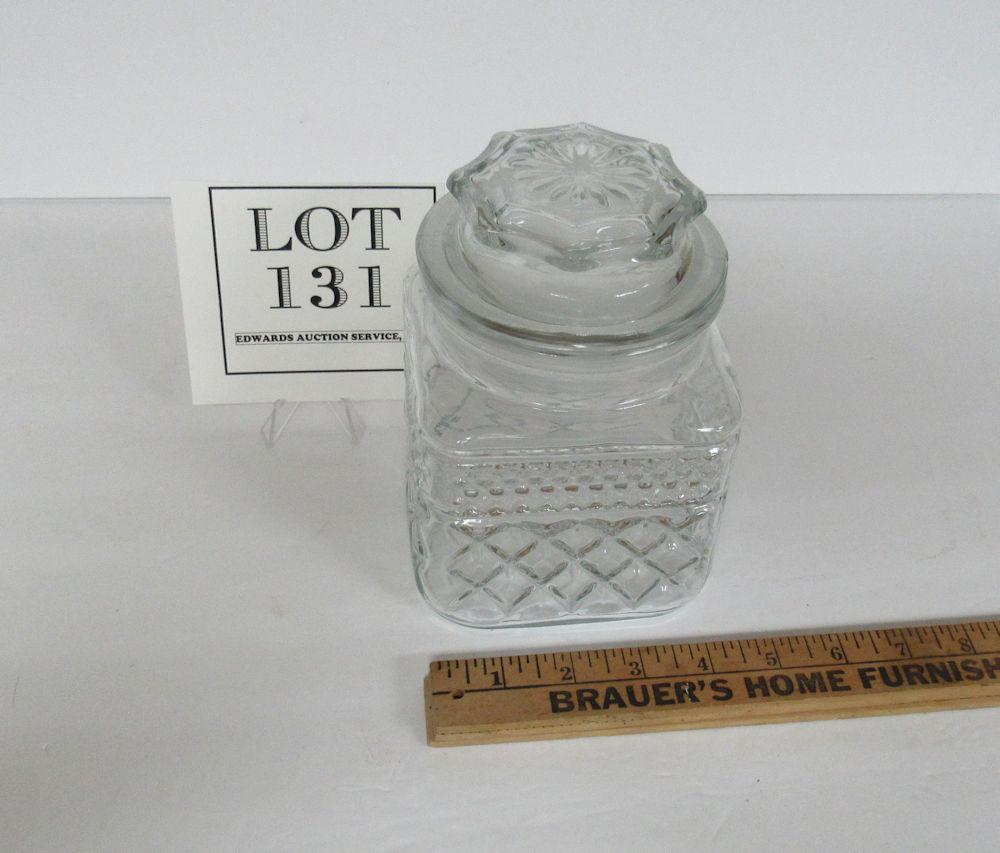 LOT
131
EDWARDS AUCTION SERVICE,
1 2 3 4 5 6 7 8
BRAUER'S HOME FURNISH